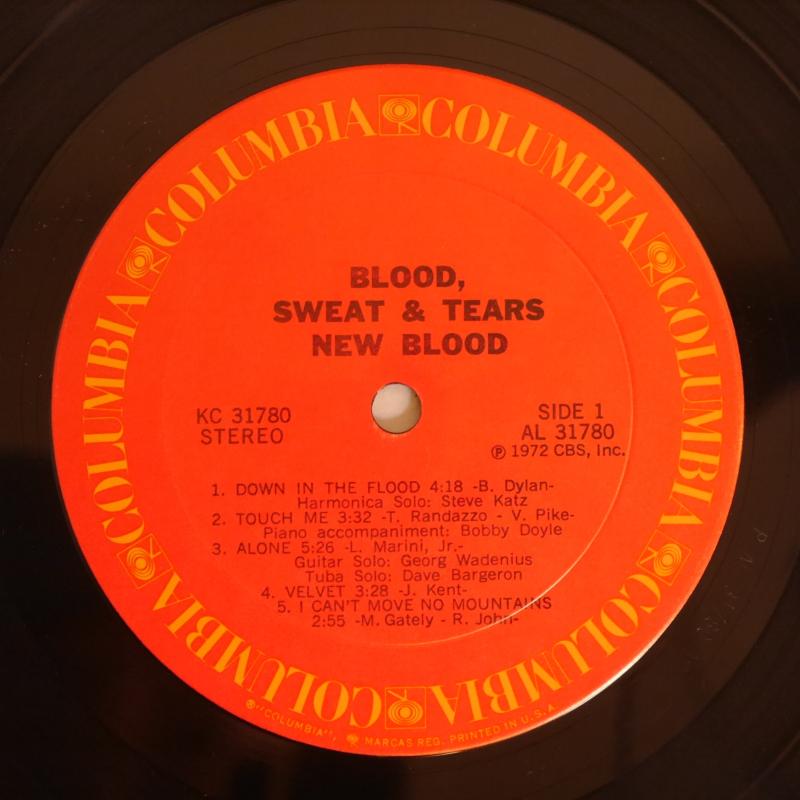 COLUMBIA COLUMBIA COLUMBIA COLUMBIA COLUMBIA COLUMBIA
BLOOD,
SWEAT & TEARS
NEW BLOOD
KC 31780
STEREO
SIDE 1
AL 31780
Ⓟ 1972 CBS, Inc.
1. DOWN IN THE FLOOD 4:18 -B. Dylan-
Harmonica Solo: Steve Katz
2. TOUCH ME 3:32 -T. Randazzo - V. Pike-
Piano accompaniment: Bobby Doyle
3. ALONE 5:26 -L. Marini, Jr.-
Guitar Solo: Georg Wadenius
Tuba Solo: Dave Bargeron
4. VELVET 3:28 -J. Kent-
5. I CAN'T MOVE NO MOUNTAINS
2:55 -M. Gately - R. John-
®"COLUMBIA", MARCAS REG. PRINTED IN U.S.A.